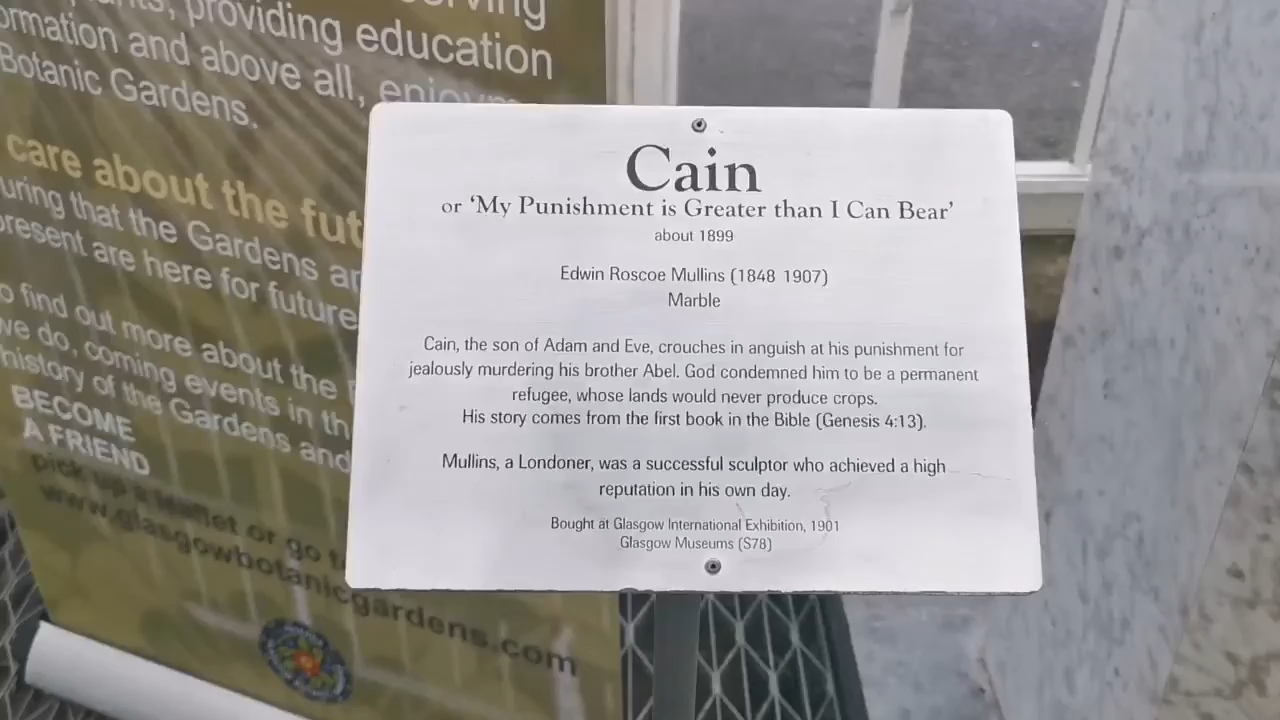 providing education
ormation and above all,
Botanic Gardens.
care about the fut
uring that the Gardens ar
present are here for future
o find out more about the
we do, coming events in th
history of the Gardens and
BECOME
A FRIEND
pick up a leaflet or go t
www.glasgowbotanicgardens.com
Cain
or ‘My Punishment is Greater than I Can Bear’
about 1899
Edwin Roscoe Mullins (1848 1907)
Marble
Cain, the son of Adam and Eve, crouches in anguish at his punishment for
jealously murdering his brother Abel. God condemned him to be a permanent
refugee, whose lands would never produce crops.
His story comes from the first book in the Bible (Genesis 4:13).
Mullins, a Londoner, was a successful sculptor who achieved a high
reputation in his own day.
Bought at Glasgow International Exhibition, 1901
Glasgow Museums (S78)